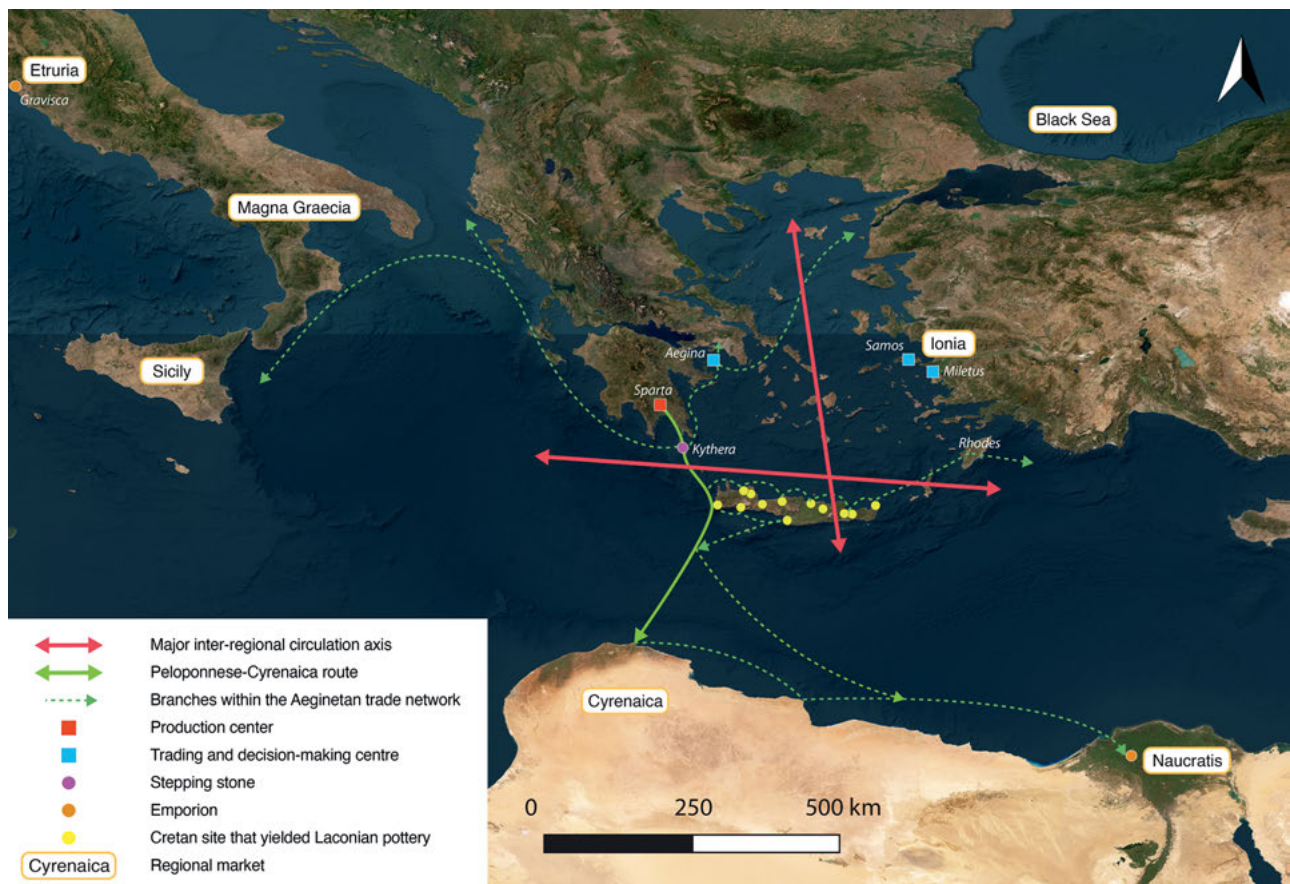 Etruria
Gravisca
Black Sea
Magna Graecia
Aegina
Samos
Ionia
Miletus
Sicily
Sparta
Kythera
Rhodes
Major inter-regional circulation axis
Peloponnese-Cyrenaica route
Branches within the Aeginetan trade network
Production center
Trading and decision-making centre
Stepping stone
Emporion
Cretan site that yielded Laconian pottery
Cyrenaica Regional market
Cyrenaica
Naucratis
0 250 500 km